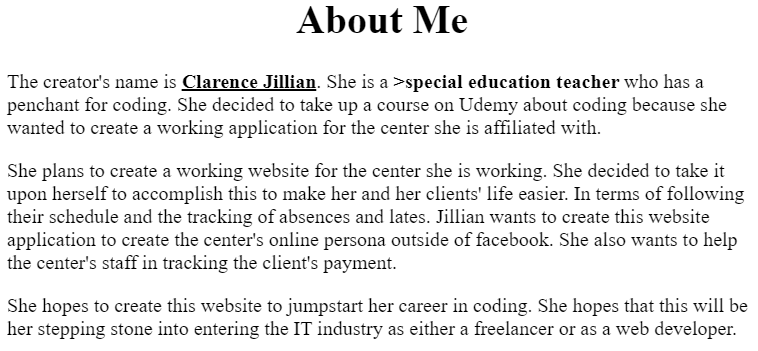 About Me
The creator's name is Clarence Jillian. She is a >special education teacher who has a
penchant for coding. She decided to take up a course on Udemy about coding because she
wanted to create a working application for the center she is affiliated with.
She plans to create a working website for the center she is working. She decided to take it
upon herself to accomplish this to make her and her clients' life easier. In terms of following
their schedule and the tracking of absences and lates. Jillian wants to create this website
application to create the center's online persona outside of facebook. She also wants to help
the center's staff in tracking the client's payment.
She hopes to create this website to jumpstart her career in coding. She hopes that this will be
her stepping stone into entering the IT industry as either a freelancer or as a web developer.